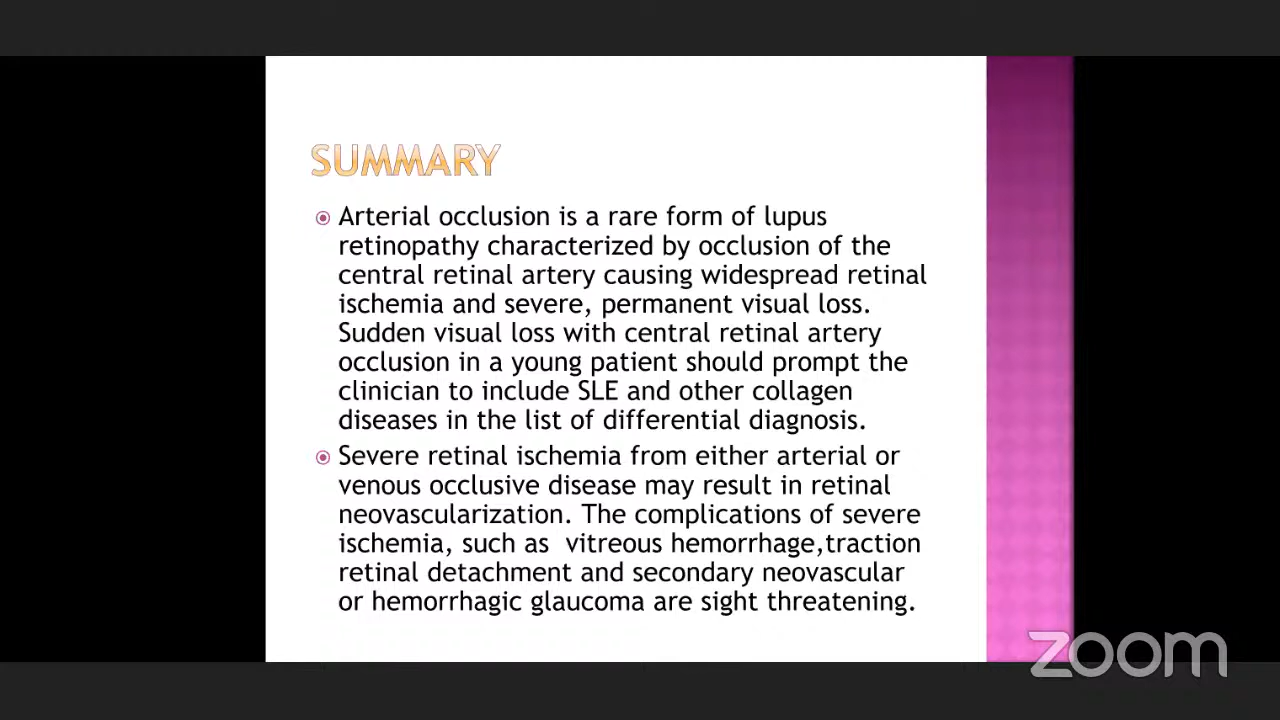 SUMMARY
Arterial occlusion is a rare form of lupus
retinopathy characterized by occlusion of the
central retinal artery causing widespread retinal
ischemia and severe, permanent visual loss.
Sudden visual loss with central retinal artery
occlusion in a young patient should prompt the
clinician to include SLE and other collagen
diseases in the list of differential diagnosis.
Severe retinal ischemia from either arterial or
venous occlusive disease may result in retinal
neovascularization. The complications of severe
ischemia, such as  vitreous hemorrhage,traction
retinal detachment and secondary neovascular
or hemorrhagic glaucoma are sight threatening.
zoom